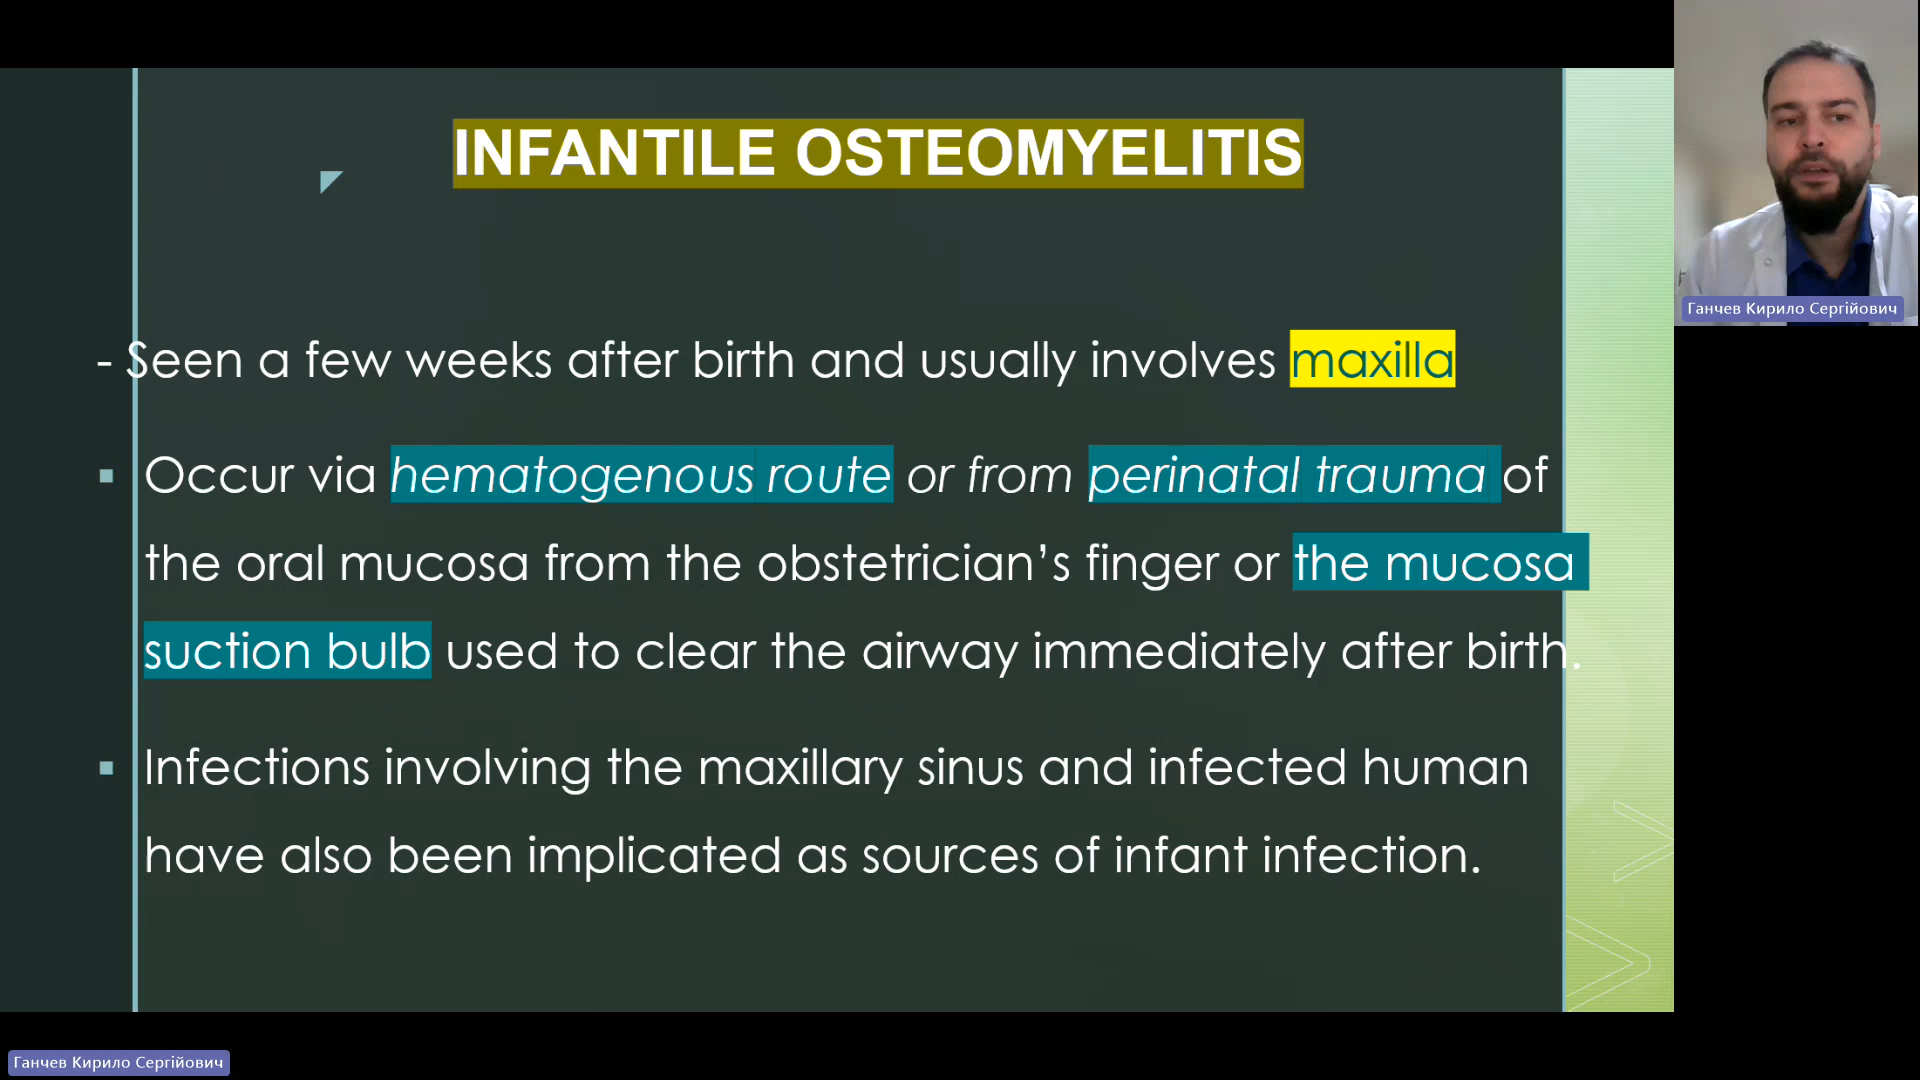 INFANTILE OSTEOMYELITIS
- Seen a few weeks after birth and usually involves maxilla
▪ Occur via hematogenous route or from perinatal trauma of
the oral mucosa from the obstetrician’s finger or the mucosa
suction bulb used to clear the airway immediately after birth.
▪ Infections involving the maxillary sinus and infected human
have also been implicated as sources of infant infection.
Ганчев Кирило Сергійович
Ганчев Кирило Сергійович